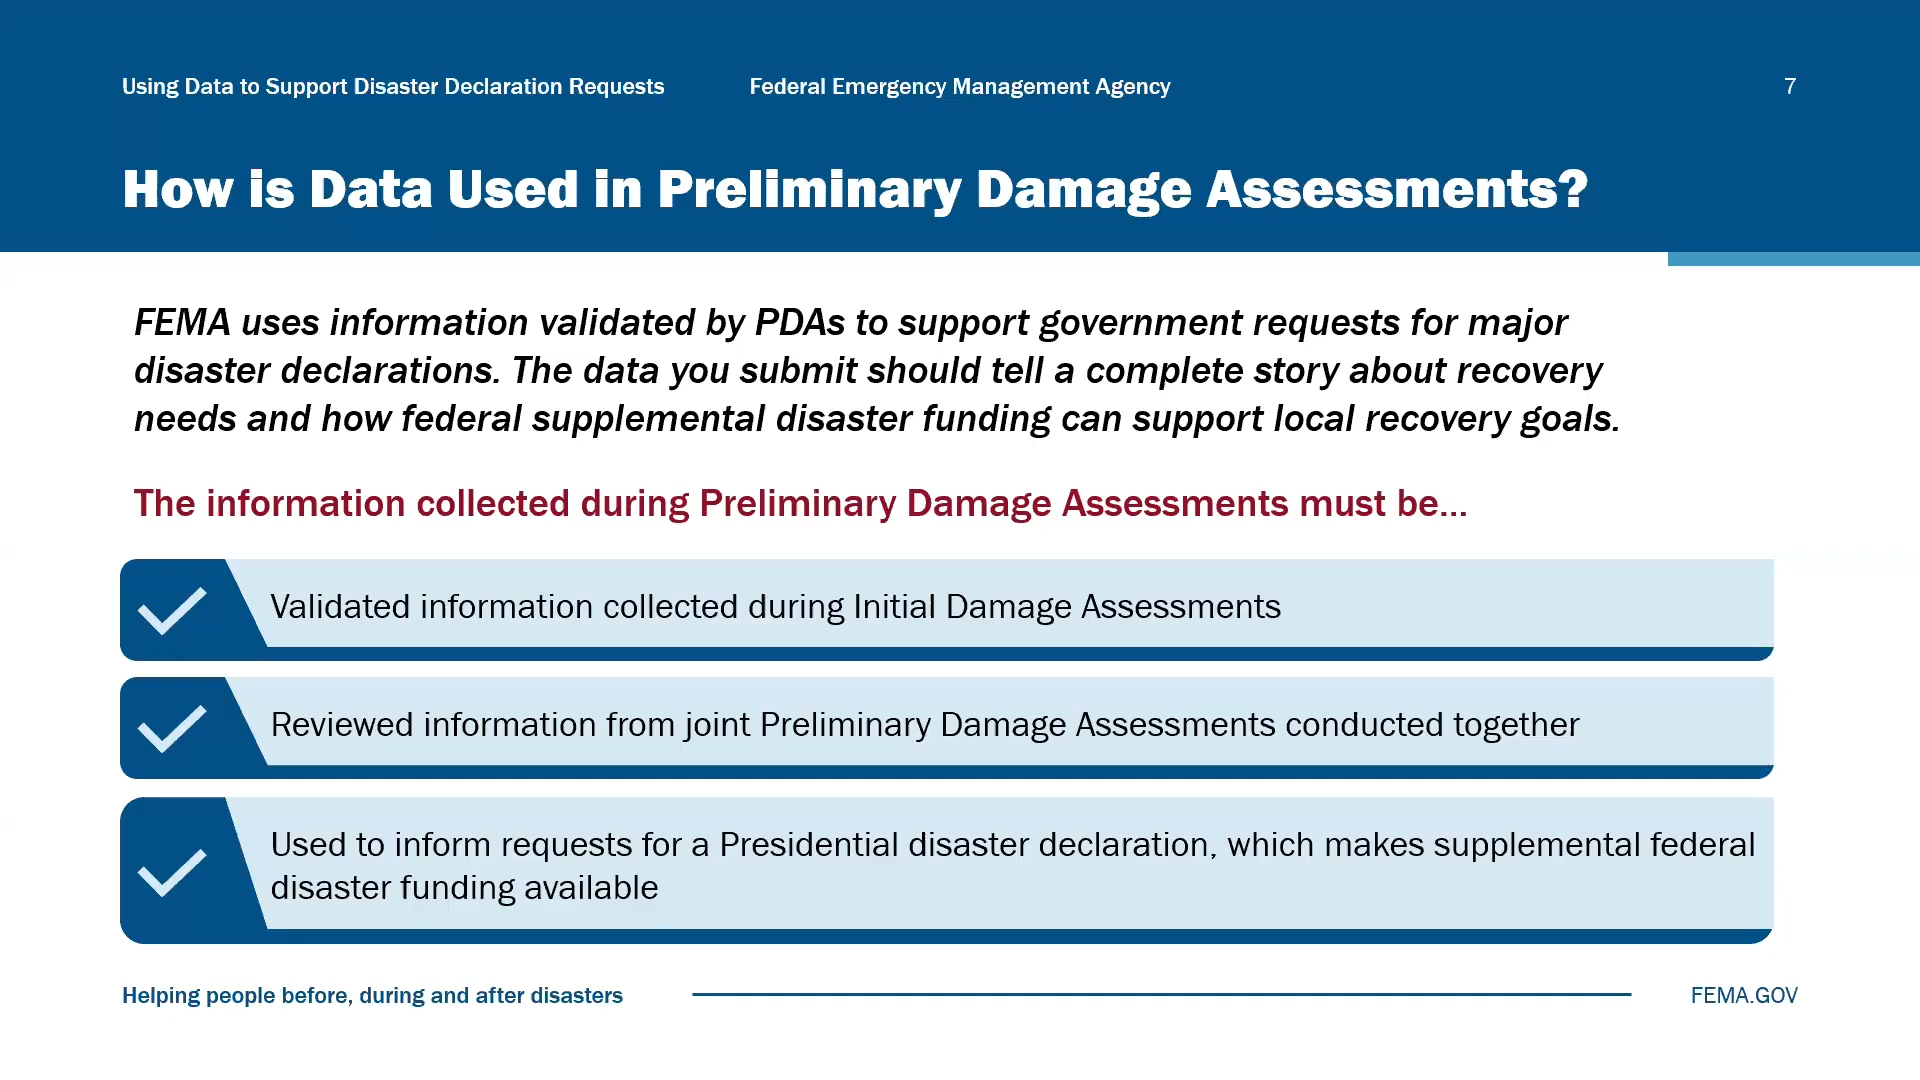 Using Data to Support Disaster Declaration Requests
Federal Emergency Management Agency
7
How is Data Used in Preliminary Damage Assessments?
FEMA uses information validated by PDAs to support government requests for major
disaster declarations. The data you submit should tell a complete story about recovery
needs and how federal supplemental disaster funding can support local recovery goals.
The information collected during Preliminary Damage Assessments must be...
Validated information collected during Initial Damage Assessments
Reviewed information from joint Preliminary Damage Assessments conducted together
Used to inform requests for a Presidential disaster declaration, which makes supplemental federal
disaster funding available
Helping people before, during and after disasters
FEMA.GOV